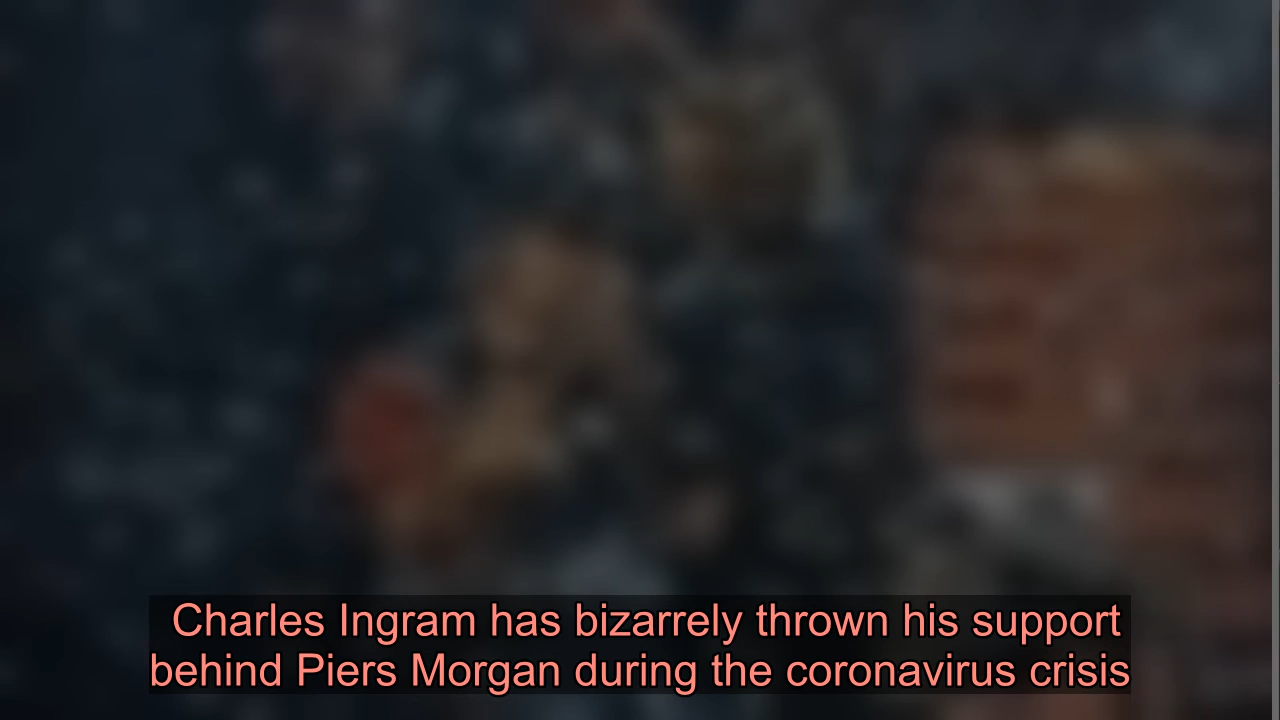 Charles Ingram has bizarrely thrown his support
behind Piers Morgan during the coronavirus crisis